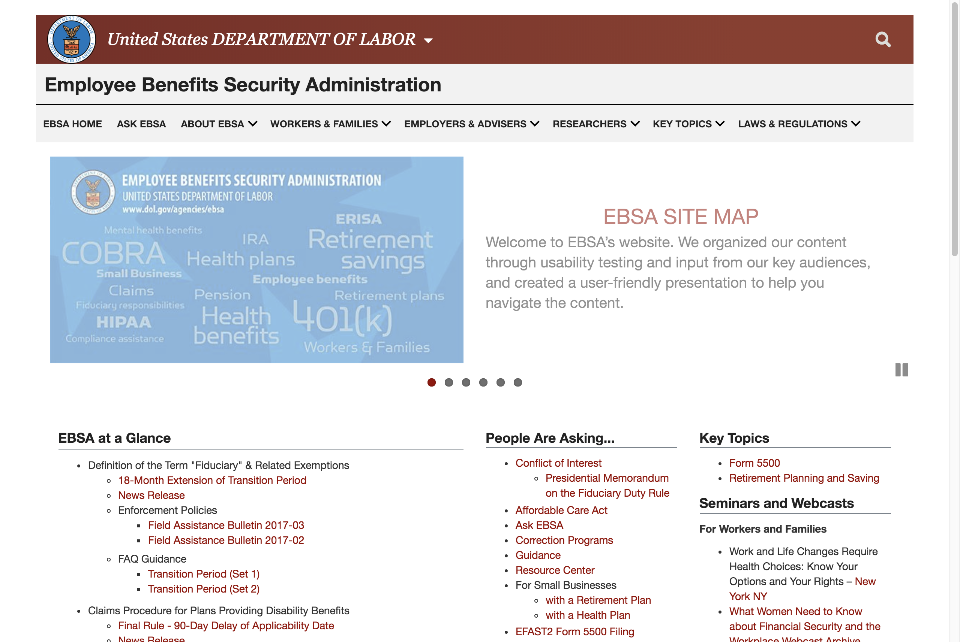 United States DEPARTMENT OF LABOR
Employee Benefits Security Administration
EBSA HOME ASK EBSA ABOUT EBSA WORKERS & FAMILIES EMPLOYERS & ADVISERS RESEARCHERS KEY TOPICS LAWS & REGULATIONS
EMPLOYEE BENEFITS SECURITY ADMINISTRATION
UNITED STATES DEPARTMENT OF LABOR
www.dol.gov/agencies/ebsa
Mental health benefits
ERISA
COBRA
IRA
Retirement savings
Health plans
Small Business
Employee benefits
Claims
Pension
Retirement plans
Fiduciary responsibilities
HIPAA
Health benefits
401(k)
Compliance assistance
Workers & Families
EBSA SITE MAP
Welcome to EBSA's website. We organized our content
through usability testing and input from our key audiences,
and created a user-friendly presentation to help you
navigate the content.
EBSA at a Glance
Definition of the Term "Fiduciary" & Related Exemptions
18-Month Extension of Transition Period
News Release
Enforcement Policies
Field Assistance Bulletin 2017-03
Field Assistance Bulletin 2017-02
FAQ Guidance
Transition Period (Set 1)
Transition Period (Set 2)
Claims Procedure for Plans Providing Disability Benefits
Final Rule - 90-Day Delay of Applicability Date
News Release
People Are Asking...
Conflict of Interest
Presidential Memorandum
on the Fiduciary Duty Rule
Affordable Care Act
Ask EBSA
Correction Programs
Guidance
Resource Center
For Small Businesses
with a Retirement Plan
with a Health Plan
EFAST2 Form 5500 Filing
Key Topics
Form 5500
Retirement Planning and Saving
Seminars and Webcasts
For Workers and Families
Work and Life Changes Require
Health Choices: Know Your
Options and Your Rights – New
York NY
What Women Need to Know
about Financial Security and the
Workplace Webcast Archive